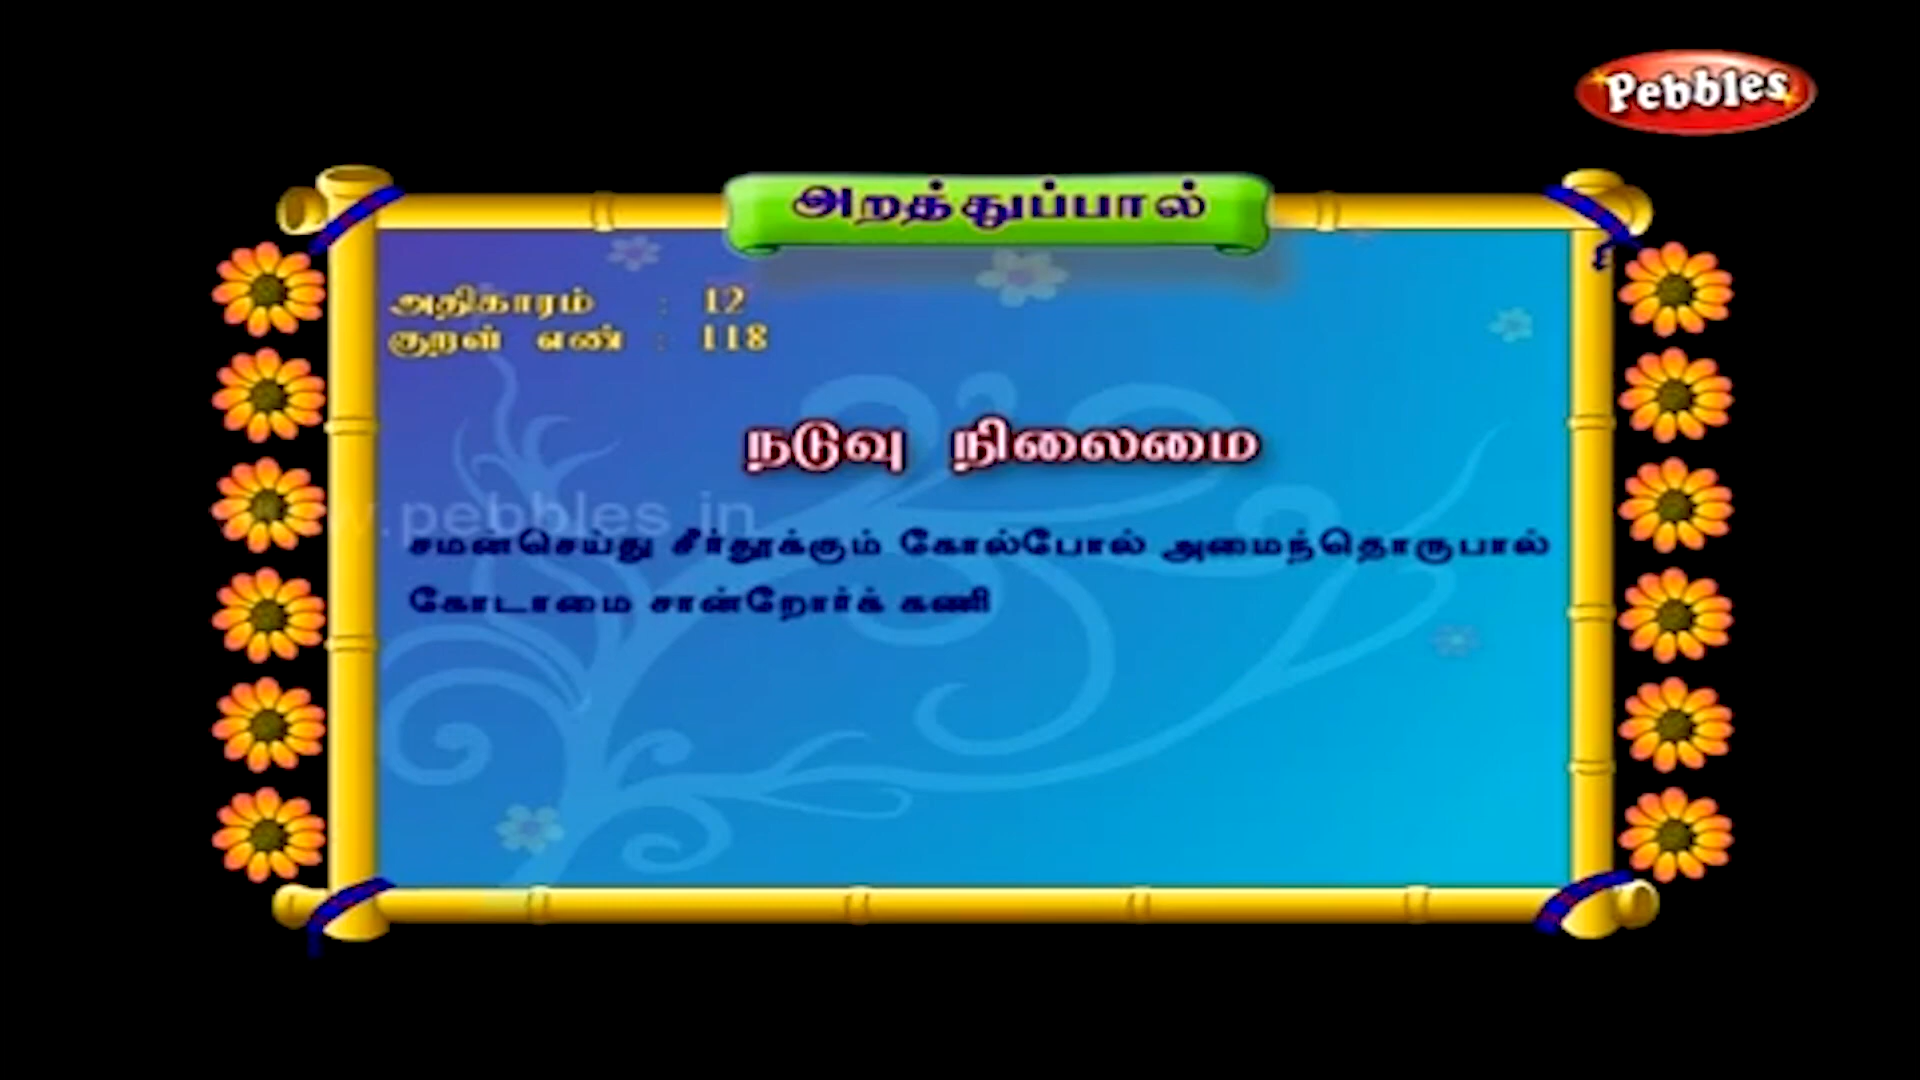 Pebbles
அறத்துப்பால்
அதிகாரம் : 12
குறள் எண் : 118
நடுவு நிலைமை
www.pebbles.in
சமன்செய்து சீர்தூக்கும் கோல்போல் அமைந்தொருபால்
கோடாமை சான்றோர்க் கணி